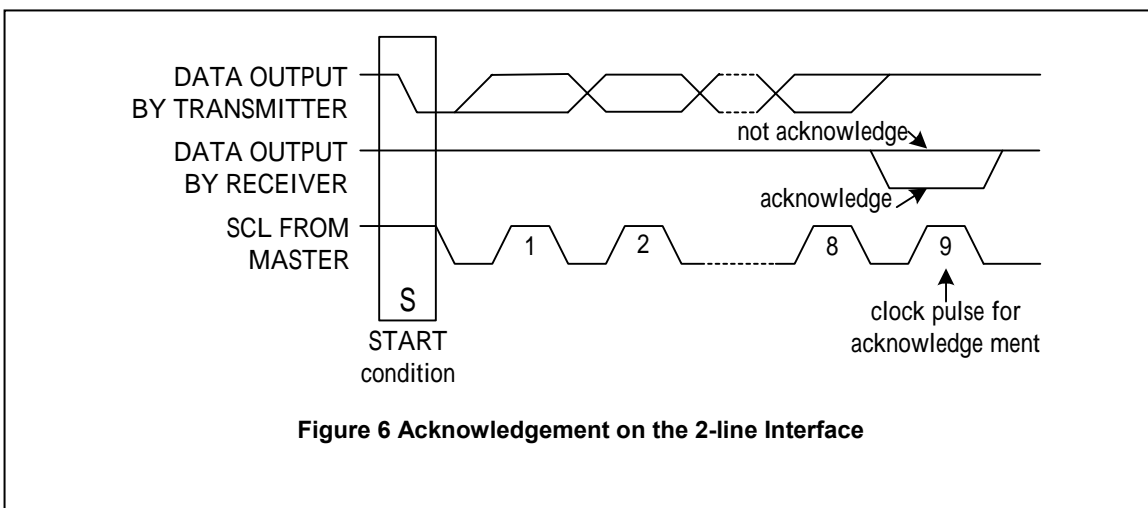 DATA OUTPUT
BY TRANSMITTER
not acknowledge
DATA OUTPUT
BY RECEIVER
acknowledge
SCL FROM
MASTER
1
2
8
9
S
START
condition
clock pulse for
acknowledge ment
Figure 6 Acknowledgement on the 2-line Interface